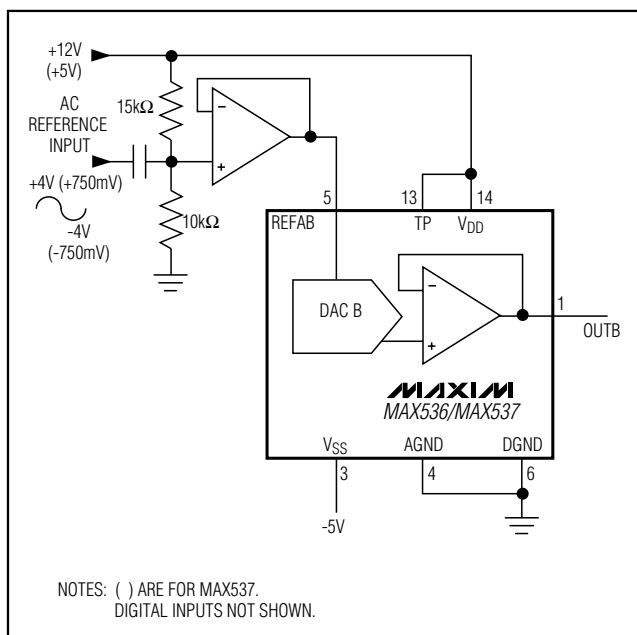 +12V
(+5V)
AC
REFERENCE
INPUT
15kΩ
–
+
+4V (+750mV)
-4V
(-750mV)
10kΩ
5
13
14
REFAB
TP
VDD
DAC B
–
+
1
OUTB
MAXIM
MAX536/MAX537
VSS
AGND
DGND
3
4
6
-5V
NOTES: ( ) ARE FOR MAX537.
DIGITAL INPUTS NOT SHOWN.